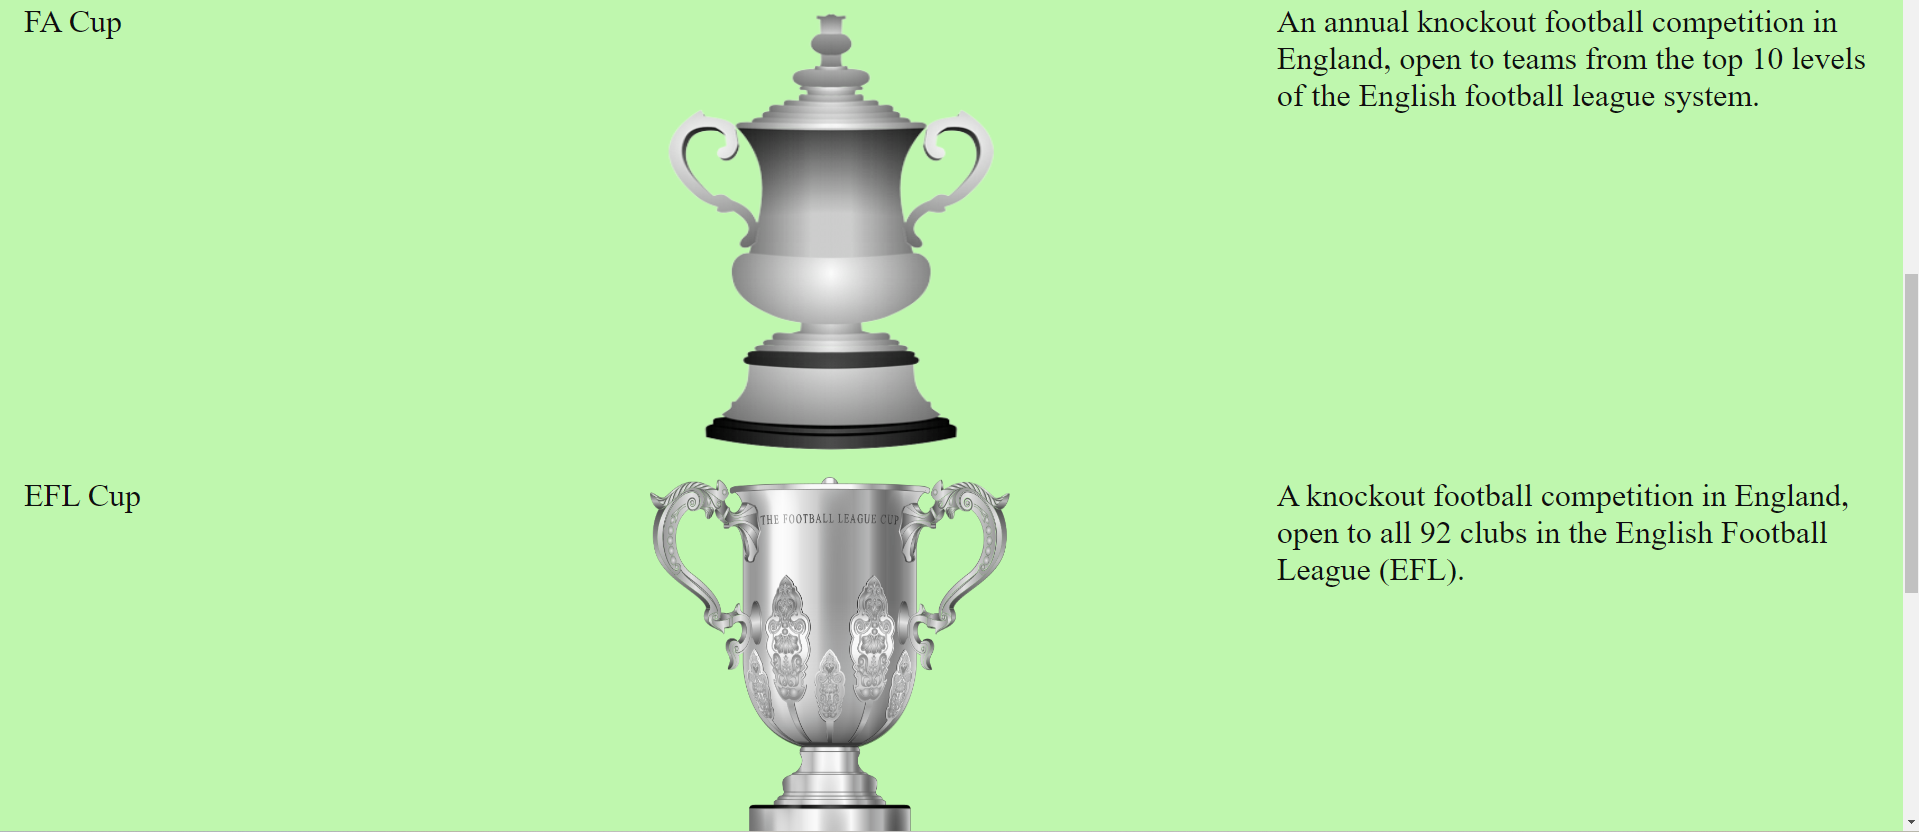 FA Cup
An annual knockout football competition in
England, open to teams from the top 10 levels
of the English football league system.
EFL Cup
THE FOOTBALL LEAGUE CUP
A knockout football competition in England,
open to all 92 clubs in the English Football
League (EFL).